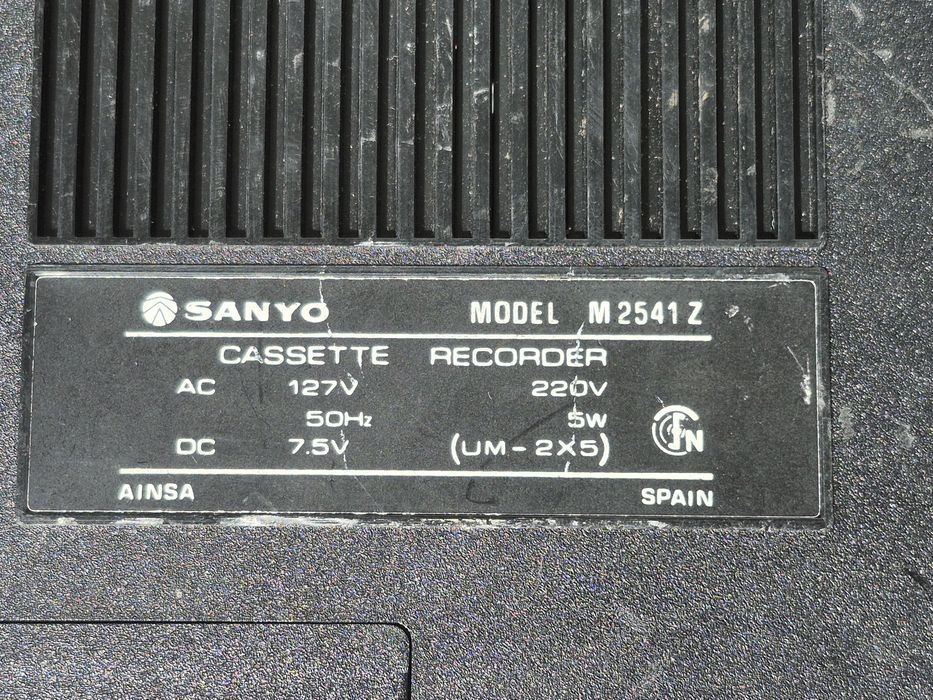 SANYO MODEL M 2541 Z
CASSETTE RECORDER
AC 127V 220V
50Hz 5W
DC 7.5V (UM-2X5)
AINSA SPAIN